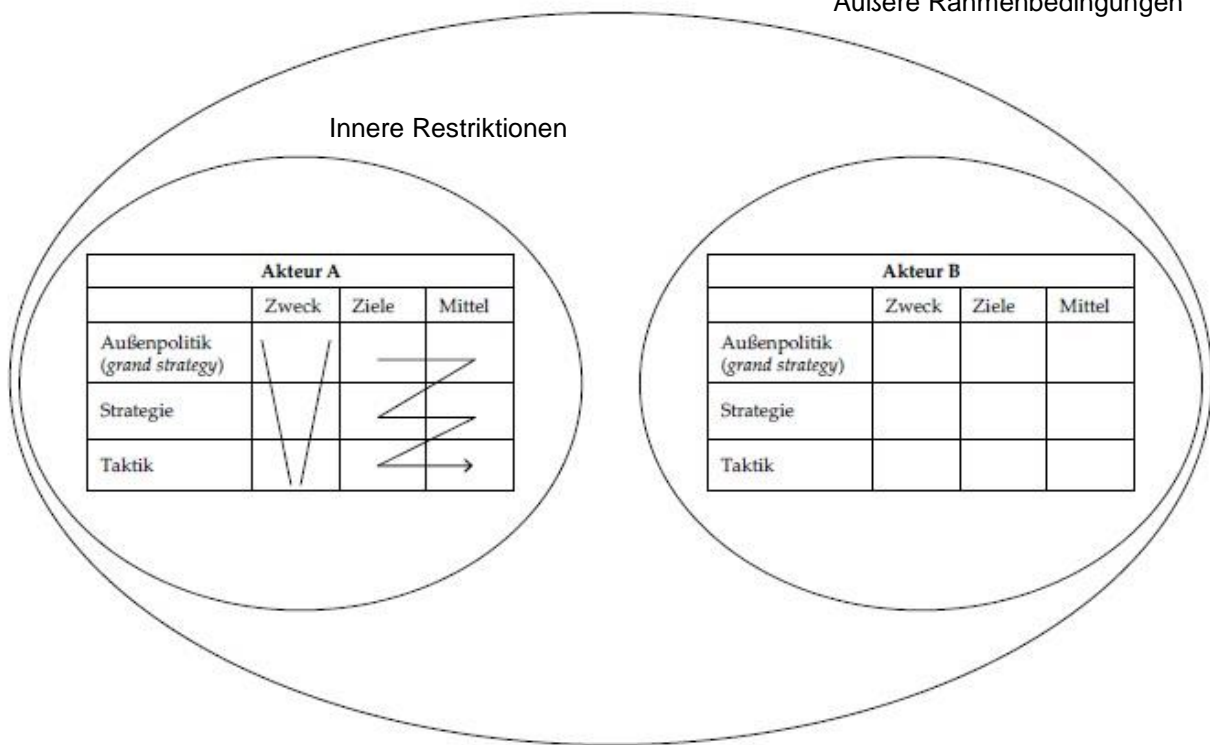 Äußere Rahmenbedingungen
Innere Restriktionen
Akteur A
Zweck Ziele Mittel
Außenpolitik
(grand strategy)
Strategie
Taktik
Akteur B
Zweck Ziele Mittel
Außenpolitik
(grand strategy)
Strategie
Taktik